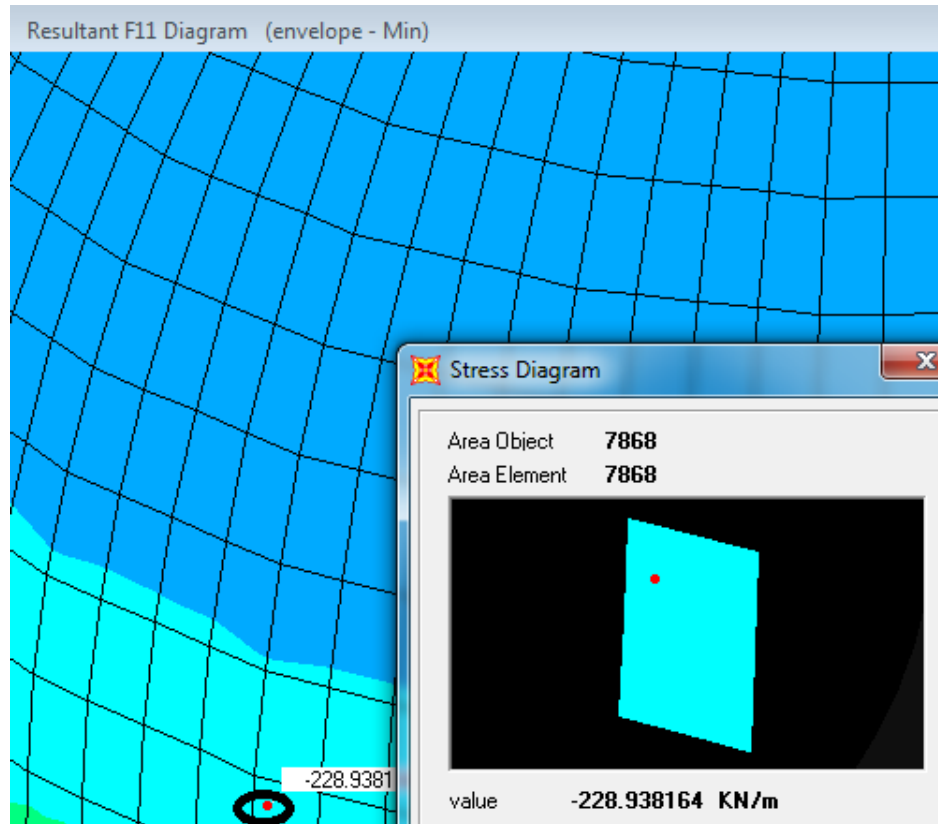 Resultant F11 Diagram (envelope - Min)
Stress Diagram
Area Object 7868
Area Element 7868
-228.9381
value -228.938164 KN/m